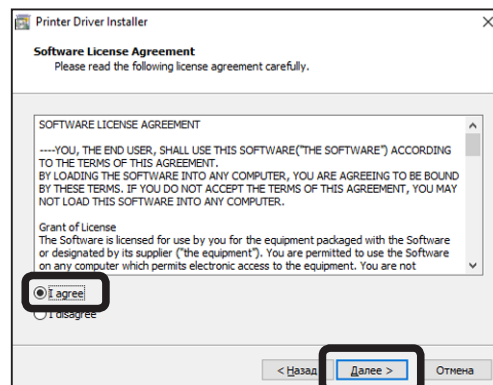 Printer Driver Installer
Software License Agreement
Please read the following license agreement carefully.
SOFTWARE LICENSE AGREEMENT
----YOU, THE END USER, SHALL USE THIS SOFTWARE("THE SOFTWARE") ACCORDING
TO THE TERMS OF THIS AGREEMENT.
BY LOADING THE SOFTWARE INTO ANY COMPUTER, YOU ARE AGREEING TO BE BOUND
BY THESE TERMS. IF YOU DO NOT ACCEPT THE TERMS OF THIS AGREEMENT, YOU MAY
NOT LOAD THIS SOFTWARE INTO ANY COMPUTER.
Grant of License
The Software is licensed for use by you for the equipment packaged with the Software
or designated by its supplier ("the equipment"). You are permitted to use the Software
on any computer which permits electronic access to the equipment. You are not
I agree
I disagree
< Назад
Далее >
Отмена